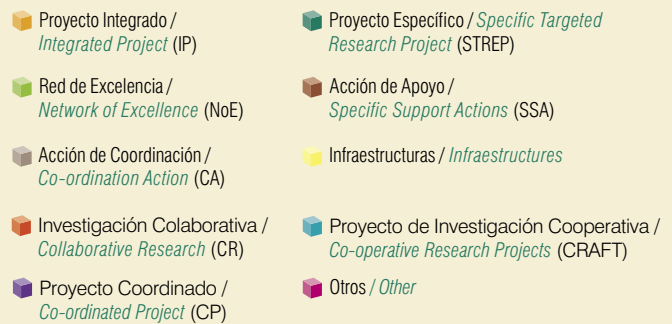 Proyecto Integrado /
Integrated Project (IP)
Red de Excelencia /
Network of Excellence (NoE)
Acción de Coordinación /
Co-ordination Action (CA)
Investigación Colaborativa /
Collaborative Research (CR)
Proyecto Coordinado /
Co-ordinated Project (CP)
Proyecto Específico / Specific Targeted
Research Project (STREP)
Acción de Apoyo /
Specific Support Actions (SSA)
Infraestructuras / Infraestructures
Proyecto de Investigación Cooperativa /
Co-operative Research Projects (CRAFT)
Otros / Other